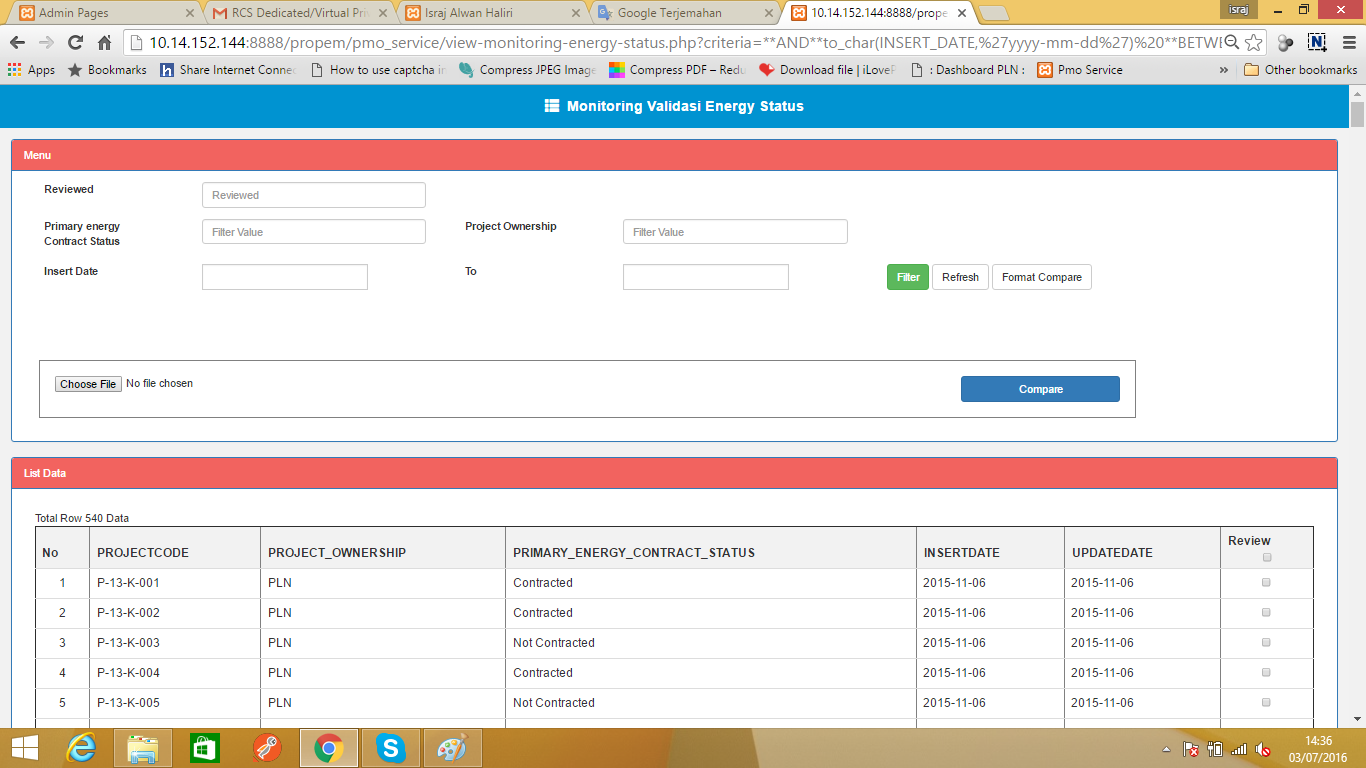 Admin Pages
RCS Dedicated/Virtual Priv
Israj Alwan Haliri
Google Terjemahan
10.14.152.144:8888/prope
israj
10.14.152.144:8888/propem/pmo_service/view-monitoring-energy-status.php?criteria=**AND**to_char(INSERT_DATE,%27yyyy-mm-dd%27)%20**BETWE
Apps
Bookmarks
Share Internet Conne
How to use captcha in
Compress JPEG Image
Compress PDF – Redu
Download file | iLoveP
: Dashboard PLN :
Pmo Service
»
Other bookmarks
Monitoring Validasi Energy Status
Menu
Reviewed
Reviewed
Primary energy
Contract Status
Filter Value
Project Ownership
Filter Value
Insert Date
To
Filter
Refresh
Format Compare
Choose File No file chosen
Compare
List Data
Total Row 540 Data
No PROJECTCODE PROJECT_OWNERSHIP PRIMARY_ENERGY_CONTRACT_STATUS INSERTDATE UPDATEDATE Review
1 P-13-K-001 PLN Contracted 2015-11-06 2015-11-06
2 P-13-K-002 PLN Contracted 2015-11-06 2015-11-06
3 P-13-K-003 PLN Not Contracted 2015-11-06 2015-11-06
4 P-13-K-004 PLN Contracted 2015-11-06 2015-11-06
5 P-13-K-005 PLN Not Contracted 2015-11-06 2015-11-06
14:36
03/07/2016